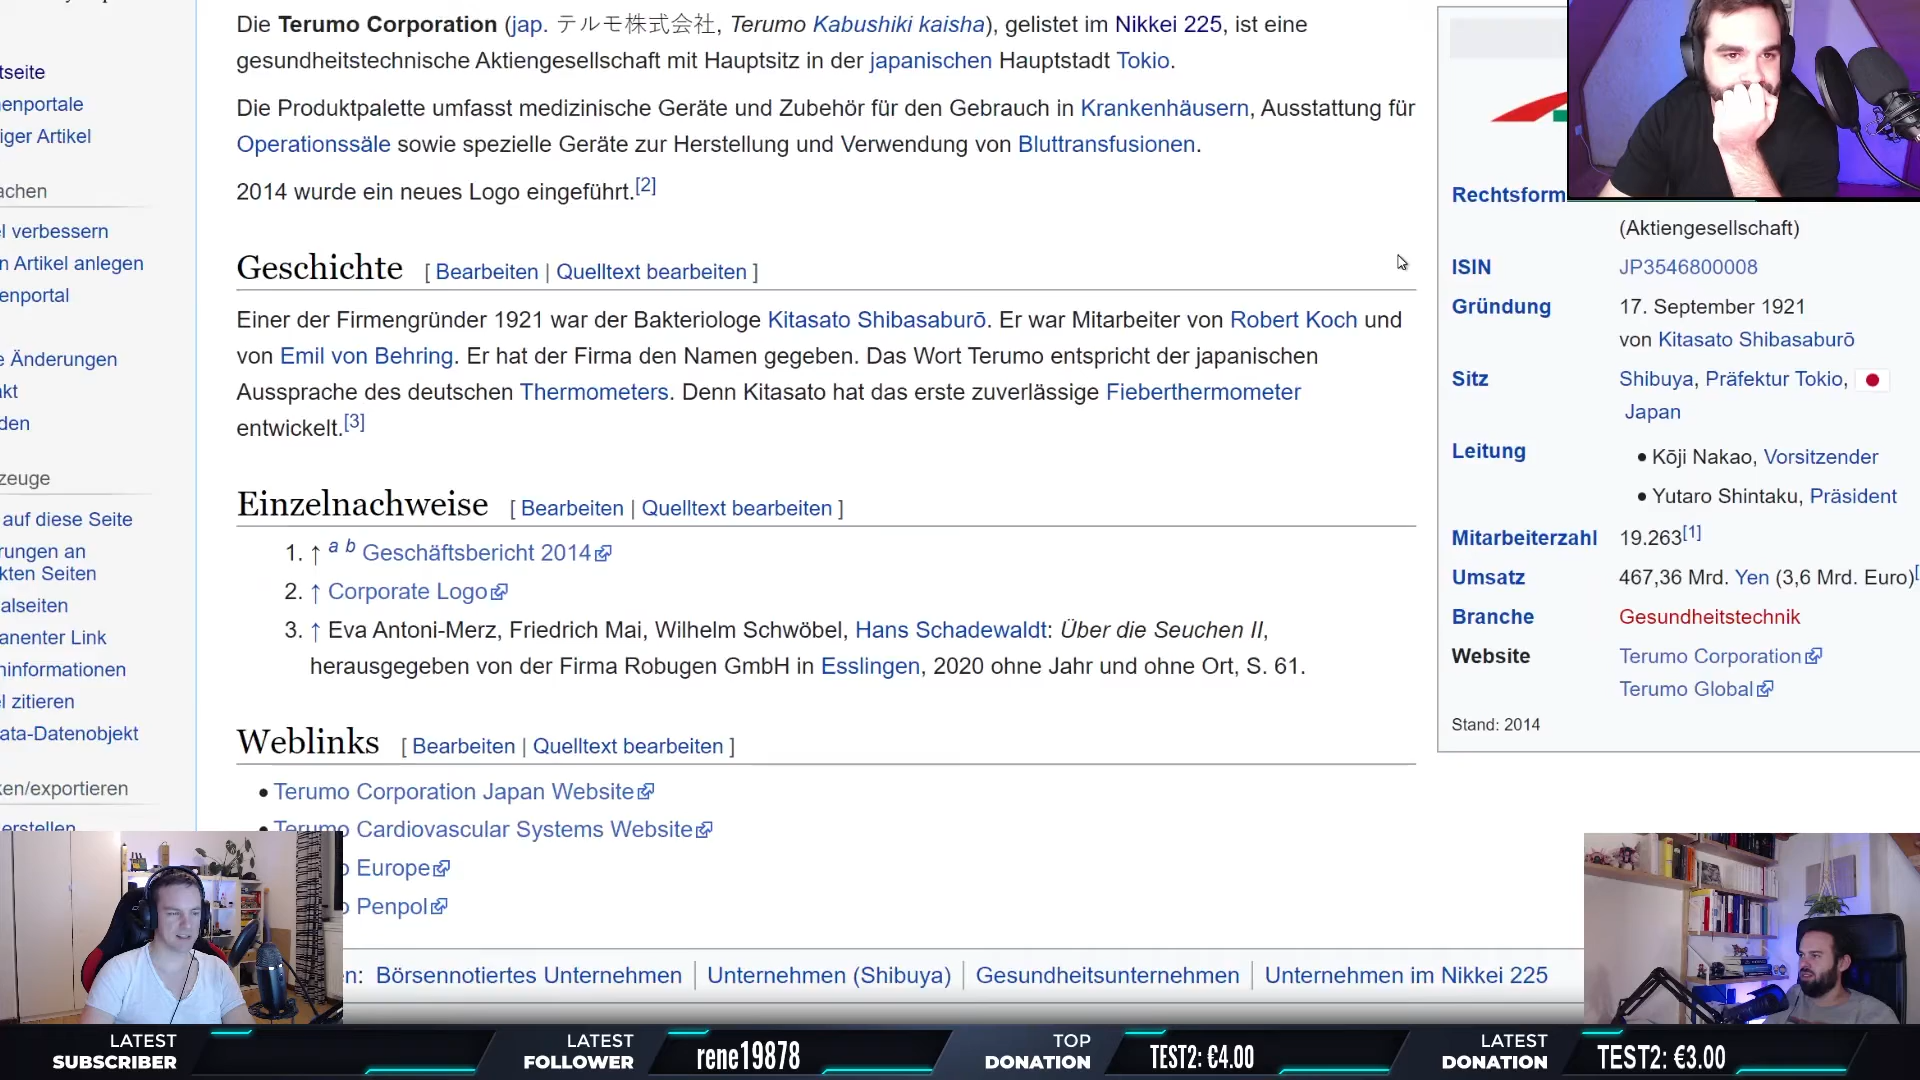 Die Terumo Corporation (jap. テルモ株式会社, Terumo Kabushiki kaisha), gelistet im Nikkei 225, ist eine
gesundheitstechnische Aktiengesellschaft mit Hauptsitz in der japanischen Hauptstadt Tokio.
Die Produktpalette umfasst medizinische Geräte und Zubehör für den Gebrauch in Krankenhäusern, Ausstattung für
Operationssäle sowie spezielle Geräte zur Herstellung und Verwendung von Bluttransfusionen.
2014 wurde ein neues Logo eingeführt.[2]
Geschichte [ Bearbeiten | Quelltext bearbeiten ]
Einer der Firmengründer 1921 war der Bakteriologe Kitasato Shibasaburō. Er war Mitarbeiter von Robert Koch und
von Emil von Behring. Er hat der Firma den Namen gegeben. Das Wort Terumo entspricht der japanischen
Aussprache des deutschen Thermometers. Denn Kitasato hat das erste zuverlässige Fieberthermometer
entwickelt.[3]
Einzelnachweise [ Bearbeiten | Quelltext bearbeiten ]
1. ↑ a b Geschäftsbericht 2014
2. ↑ Corporate Logo
3. ↑ Eva Antoni-Merz, Friedrich Mai, Wilhelm Schwöbel, Hans Schadewaldt: Über die Seuchen II,
herausgegeben von der Firma Robugen GmbH in Esslingen, 2020 ohne Jahr und ohne Ort, S. 61.
Weblinks [ Bearbeiten | Quelltext bearbeiten ]
• Terumo Corporation Japan Website
• Terumo Cardiovascular Systems Website
o Europe
o Penpol
en: Börsennotiertes Unternehmen | Unternehmen (Shibuya) | Gesundheitsunternehmen | Unternehmen im Nikkei 225
tseite
enportale
iger Artikel
achen
el verbessern
n Artikel anlegen
enportal
e Änderungen
kt
den
zeuge
auf diese Seite
rungen an
kten Seiten
alseiten
anenter Link
ninformationen
el zitieren
ata-Datenobjekt
ken/exportieren
erstellen
Rechtsform
(Aktiengesellschaft)
ISIN JP3546800008
Gründung 17. September 1921
von Kitasato Shibasaburō
Sitz Shibuya, Präfektur Tokio,
Japan
Leitung
• Kōji Nakao, Vorsitzender
• Yutaro Shintaku, Präsident
Mitarbeiterzahl 19.263[1]
Umsatz 467,36 Mrd. Yen (3,6 Mrd. Euro)[
Branche Gesundheitstechnik
Website Terumo Corporation
Terumo Global
Stand: 2014
LATEST
SUBSCRIBER
LATEST
FOLLOWER
rene19878
TOP
DONATION
TEST2: €4.00
LATEST
DONATION
TEST2: €3.00